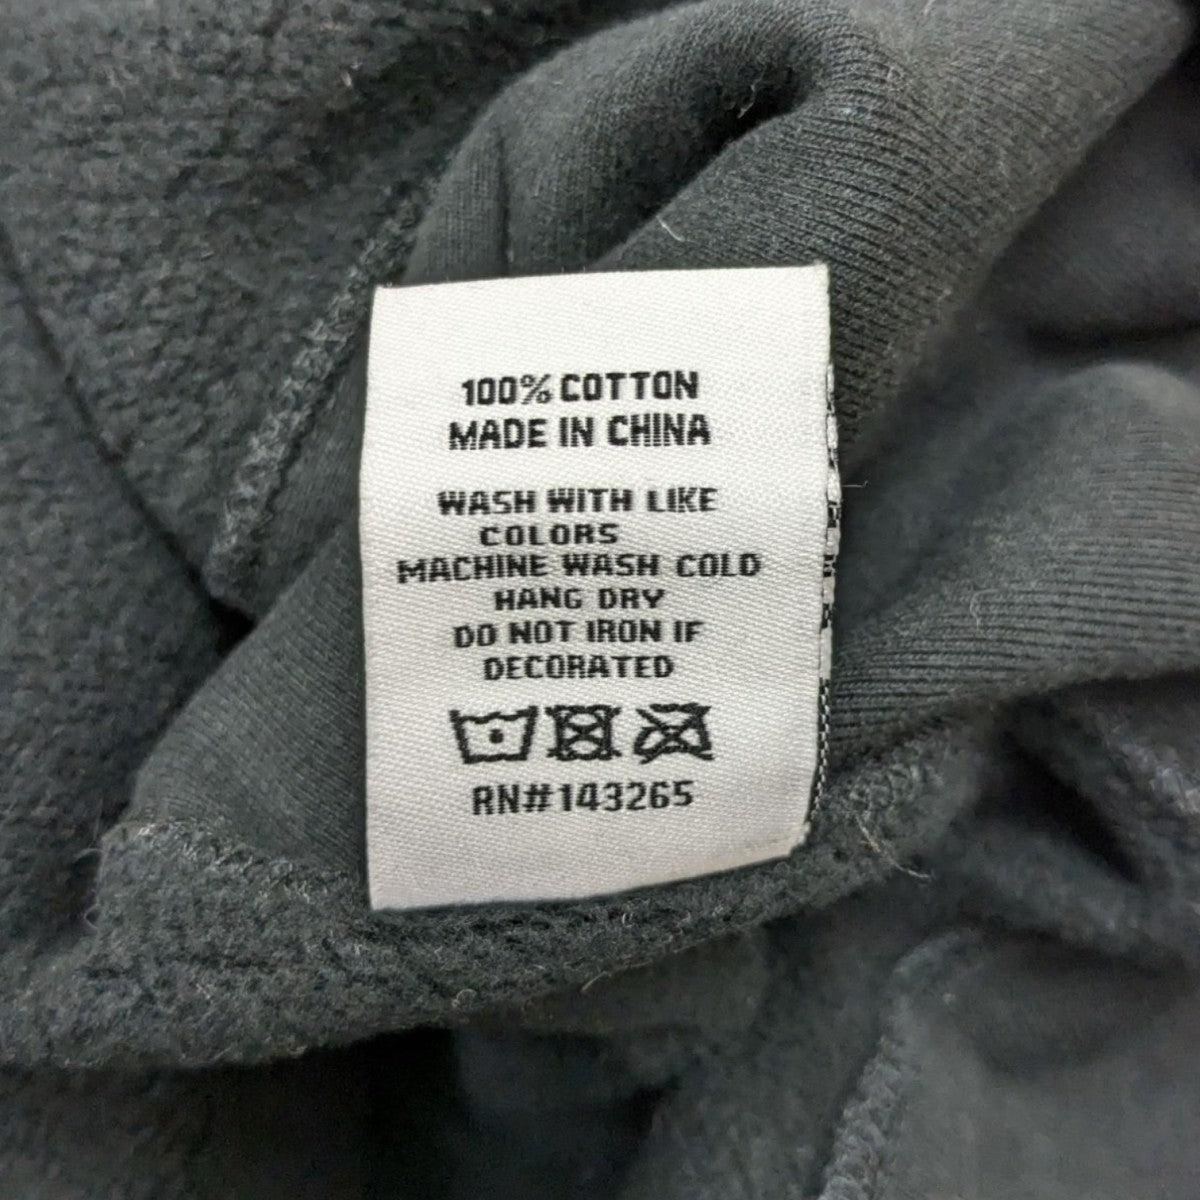 100% COTTON
MADE IN CHINA
WASH WITH LIKE
COLORS
MACHINE WASH COLD
HANG DRY
DO NOT IRON IF
DECORATED
RN#143265